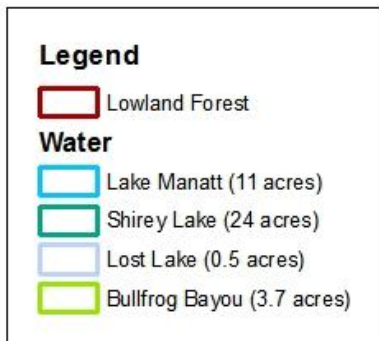 Legend
Lowland Forest
Water
Lake Manatt (11 acres)
Shirey Lake (24 acres)
Lost Lake (0.5 acres)
Bullfrog Bayou (3.7 acres)